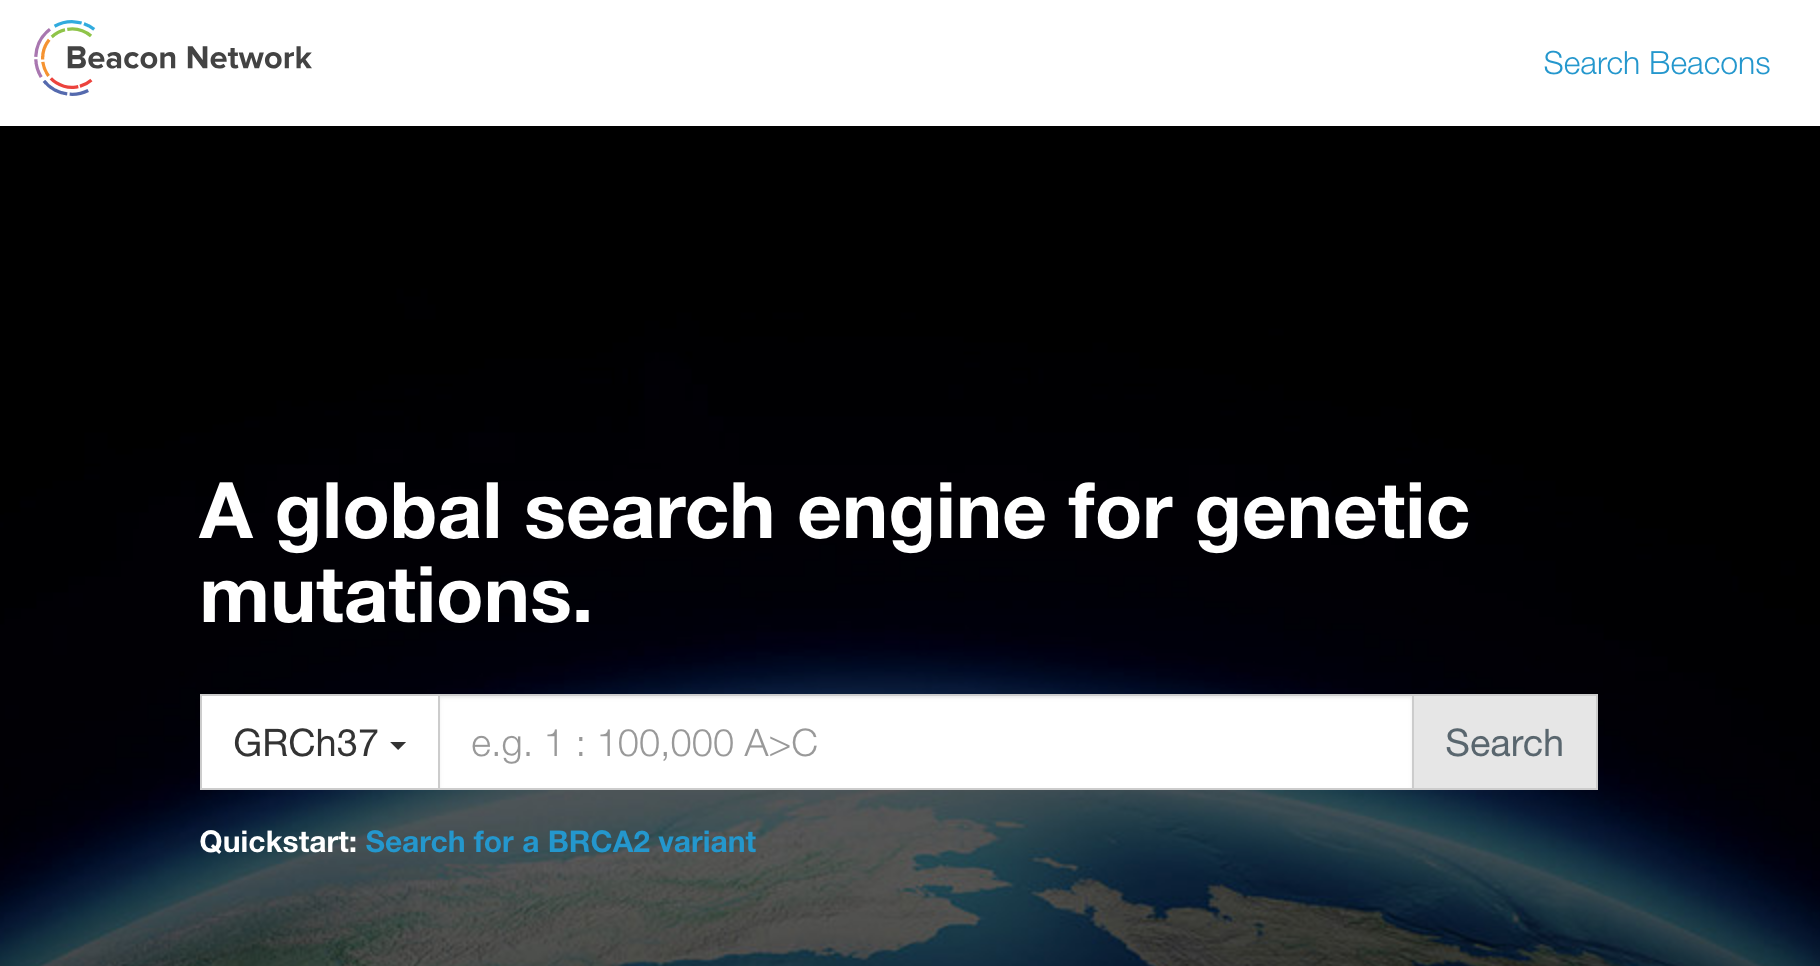 Beacon Network
Search Beacons
A global search engine for genetic
mutations.
GRCh37
e.g. 1 : 100,000 A>C
Search
Quickstart: Search for a BRCA2 variant